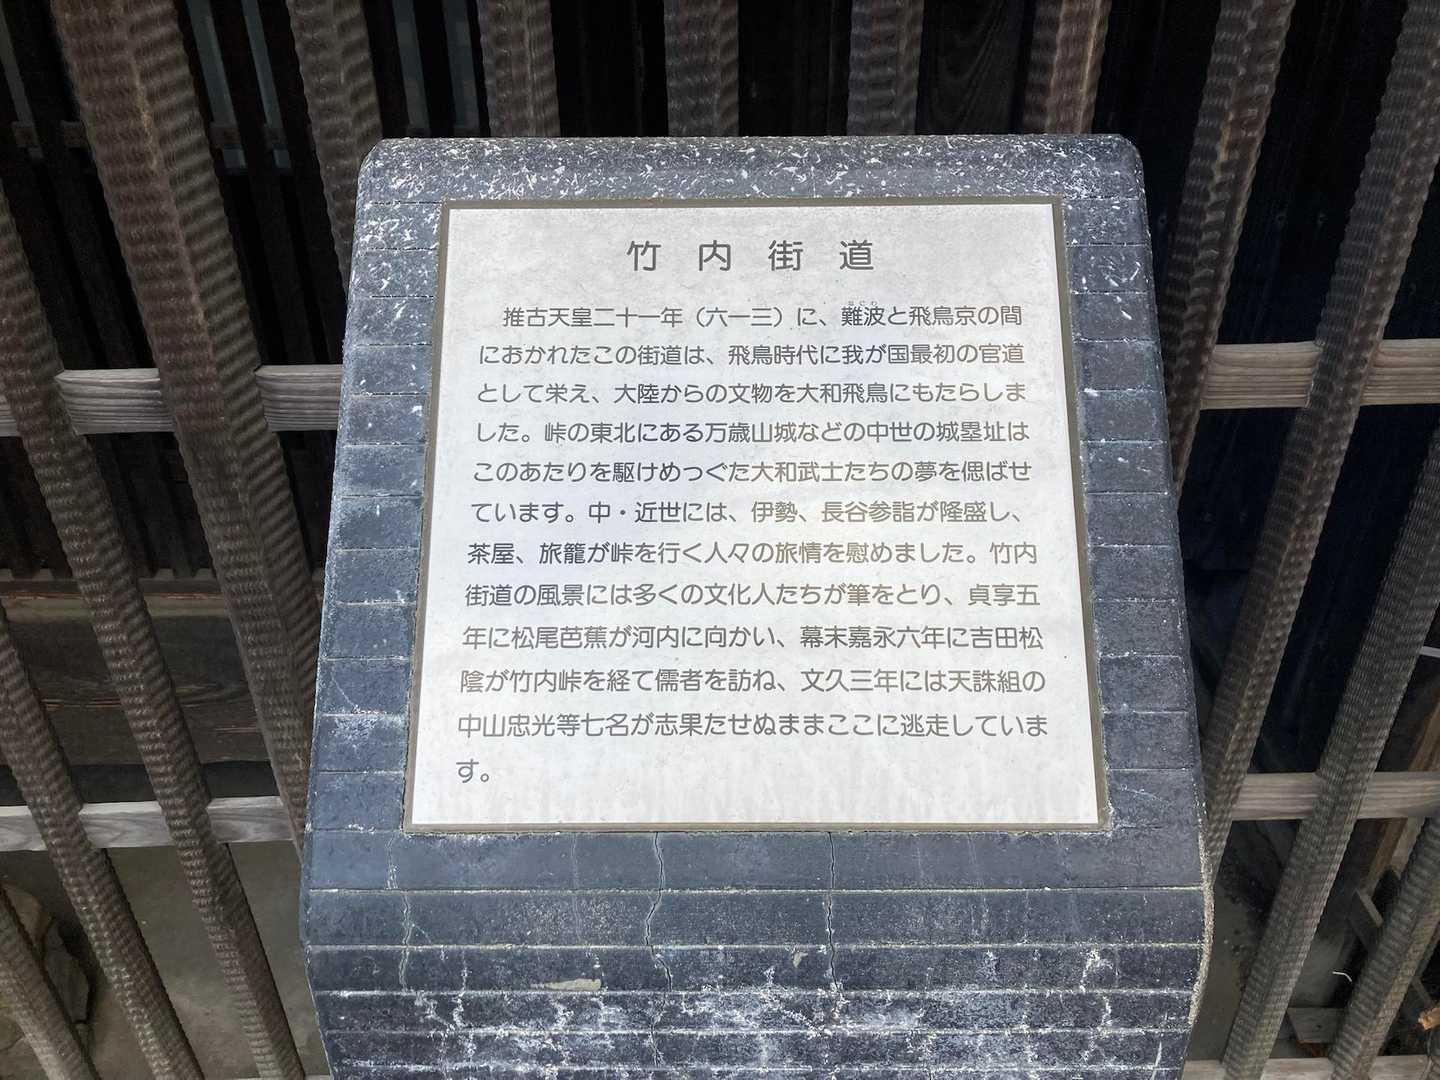 竹内街道
推古天皇二十一年（六一三）に、難波と飛鳥京の間
なにわ
におかれたこの街道は、飛鳥時代に我が国最初の官道
として栄え、大陸からの文物を大和飛鳥にもたらしま
した。峠の東北にある万歳山城などの中世の城塁址は
このあたりを駆けめっぐた大和武士たちの夢を偲ばせ
ています。中・近世には、伊勢、長谷参詣が隆盛し、
茶屋、旅籠が峠を行く人々の旅情を慰めました。竹内
街道の風景には多くの文化人たちが筆をとり、貞享五
年に松尾芭蕉が河内に向かい、幕末嘉永六年に吉田松
陰が竹内峠を経て儒者を訪ね、文久三年には天誅組の
中山忠光等七名が志果たせぬままここに逃走していま
す。